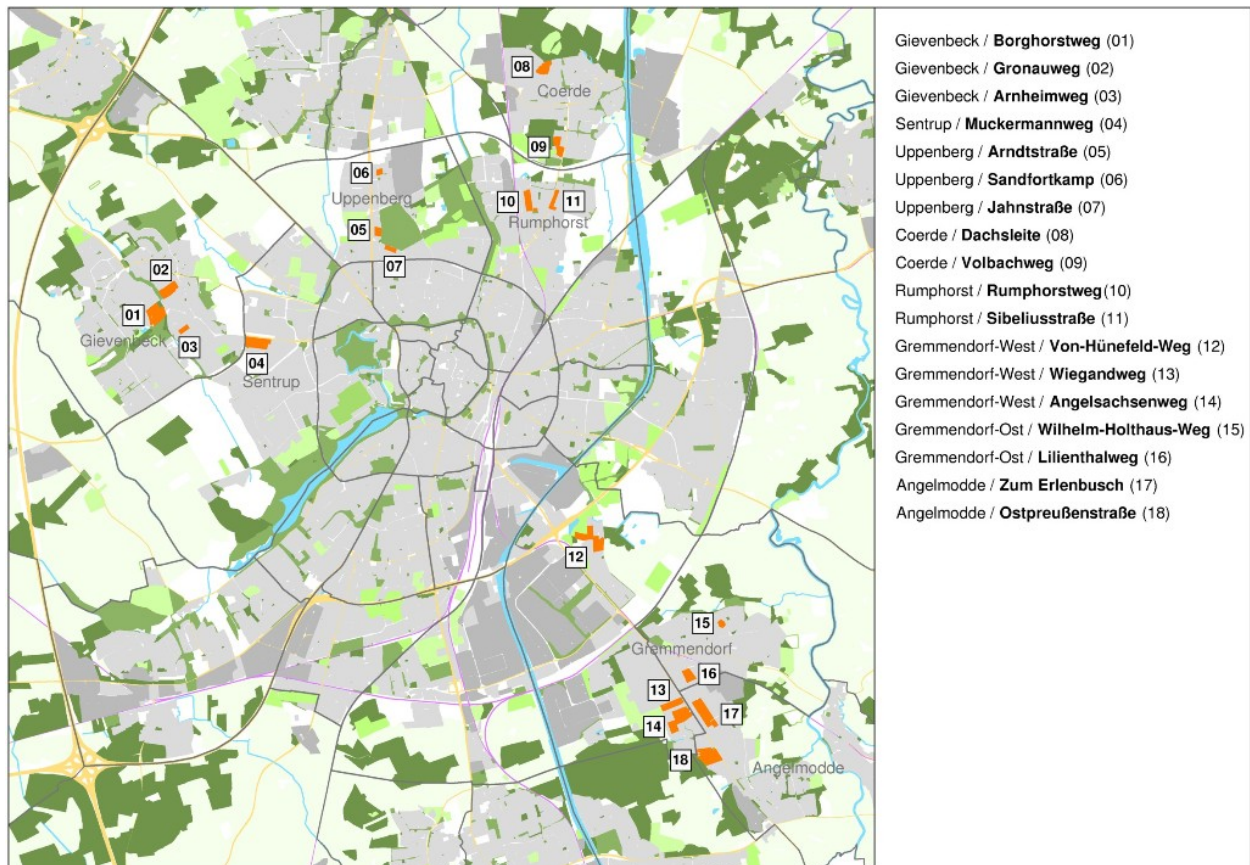 Gievenbeck / Borghorstweg (01)
Gievenbeck / Gronauweg (02)
Gievenbeck / Arnheimweg (03)
Sentrup / Muckermannweg (04)
Uppenberg / Arndtstraße (05)
Uppenberg / Sandfortkamp (06)
Uppenberg / Jahnstraße (07)
Coerde / Dachsleite (08)
Coerde / Volbachweg (09)
Rumphorst / Rumphorstweg(10)
Rumphorst / Sibeliusstraße (11)
Gremmendorf-West / Von-Hünefeld-Weg (12)
Gremmendorf-West / Wiegandweg (13)
Gremmendorf-West / Angelsachsenweg (14)
Gremmendorf-Ost / Wilhelm-Holthaus-Weg (15)
Gremmendorf-Ost / Lilienthalweg (16)
Angelmodde / Zum Erlenbusch (17)
Angelmodde / Ostpreußenstraße (18)
08
Coerde
09
06
Uppenberg
10
11
Rumphorst
05
07
02
01
Gievenbeck
03
04
Sentrup
12
15
Gremmendorf
16
13
17
14
18
Angelmodde